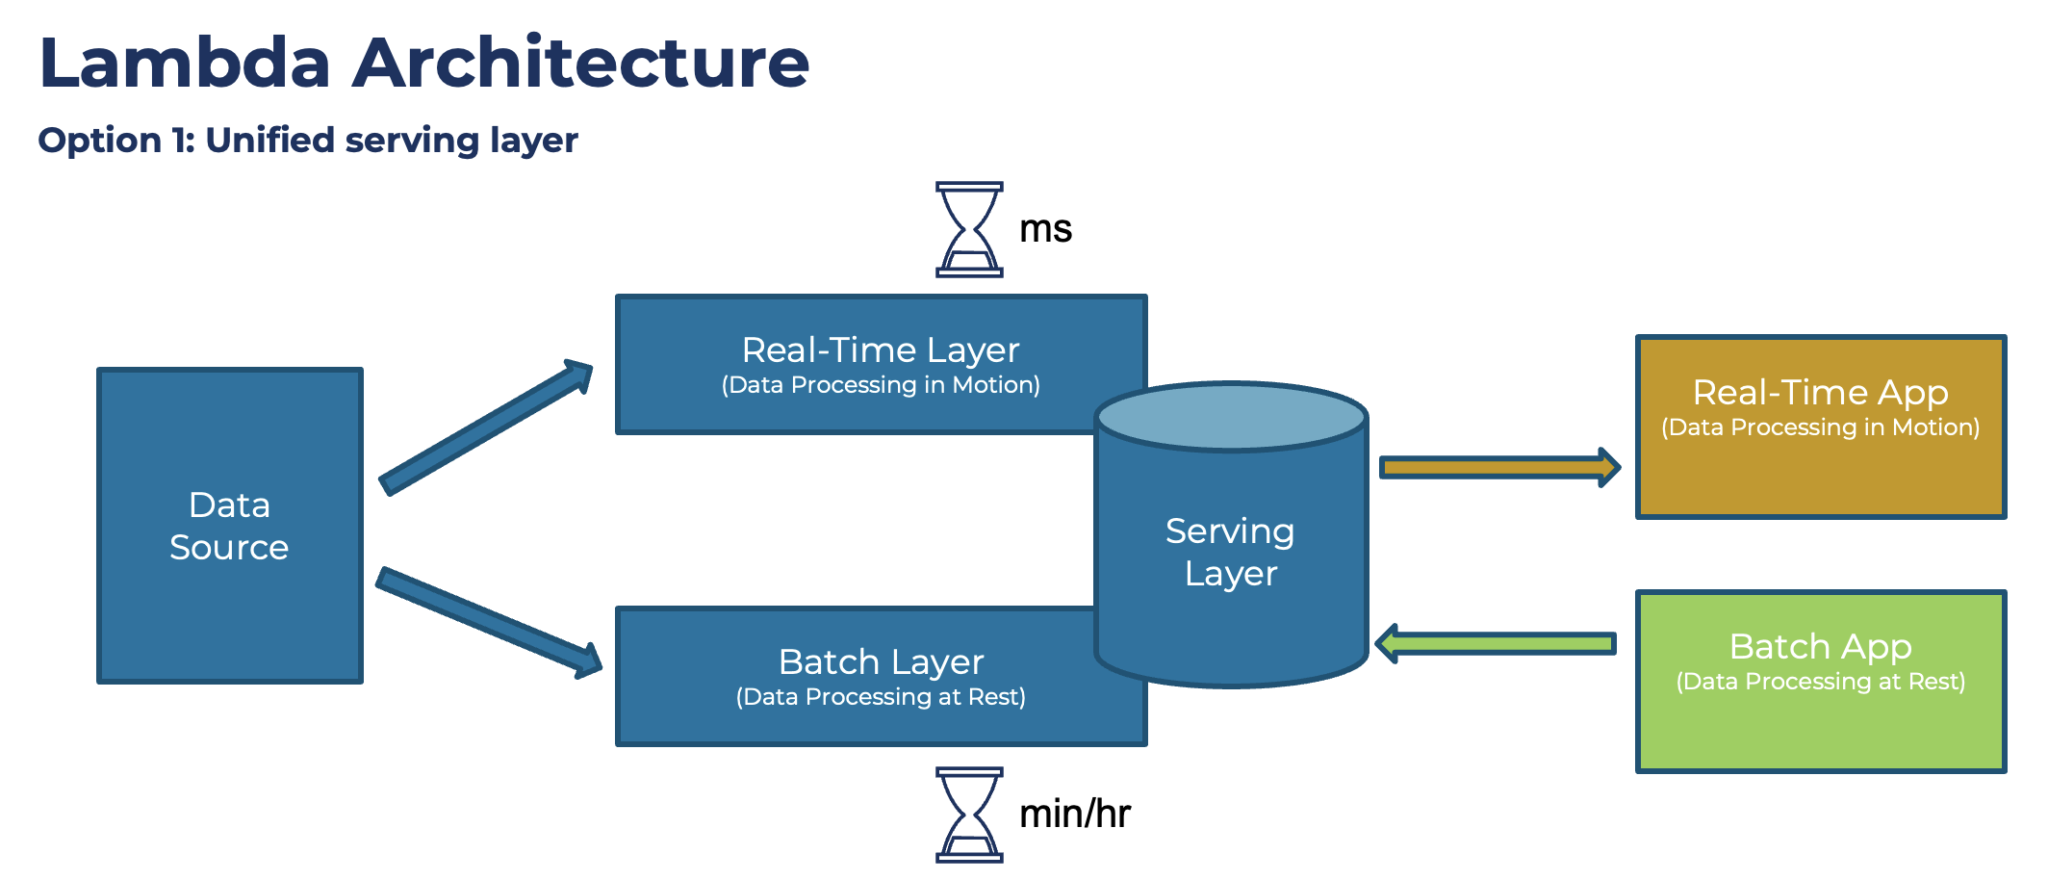 Lambda Architecture
Option 1: Unified serving layer
ms
Real-Time Layer
(Data Processing in Motion)
Data
Source
Serving
Layer
Batch Layer
(Data Processing at Rest)
min/hr
Real-Time App
(Data Processing in Motion)
Batch App
(Data Processing at Rest)